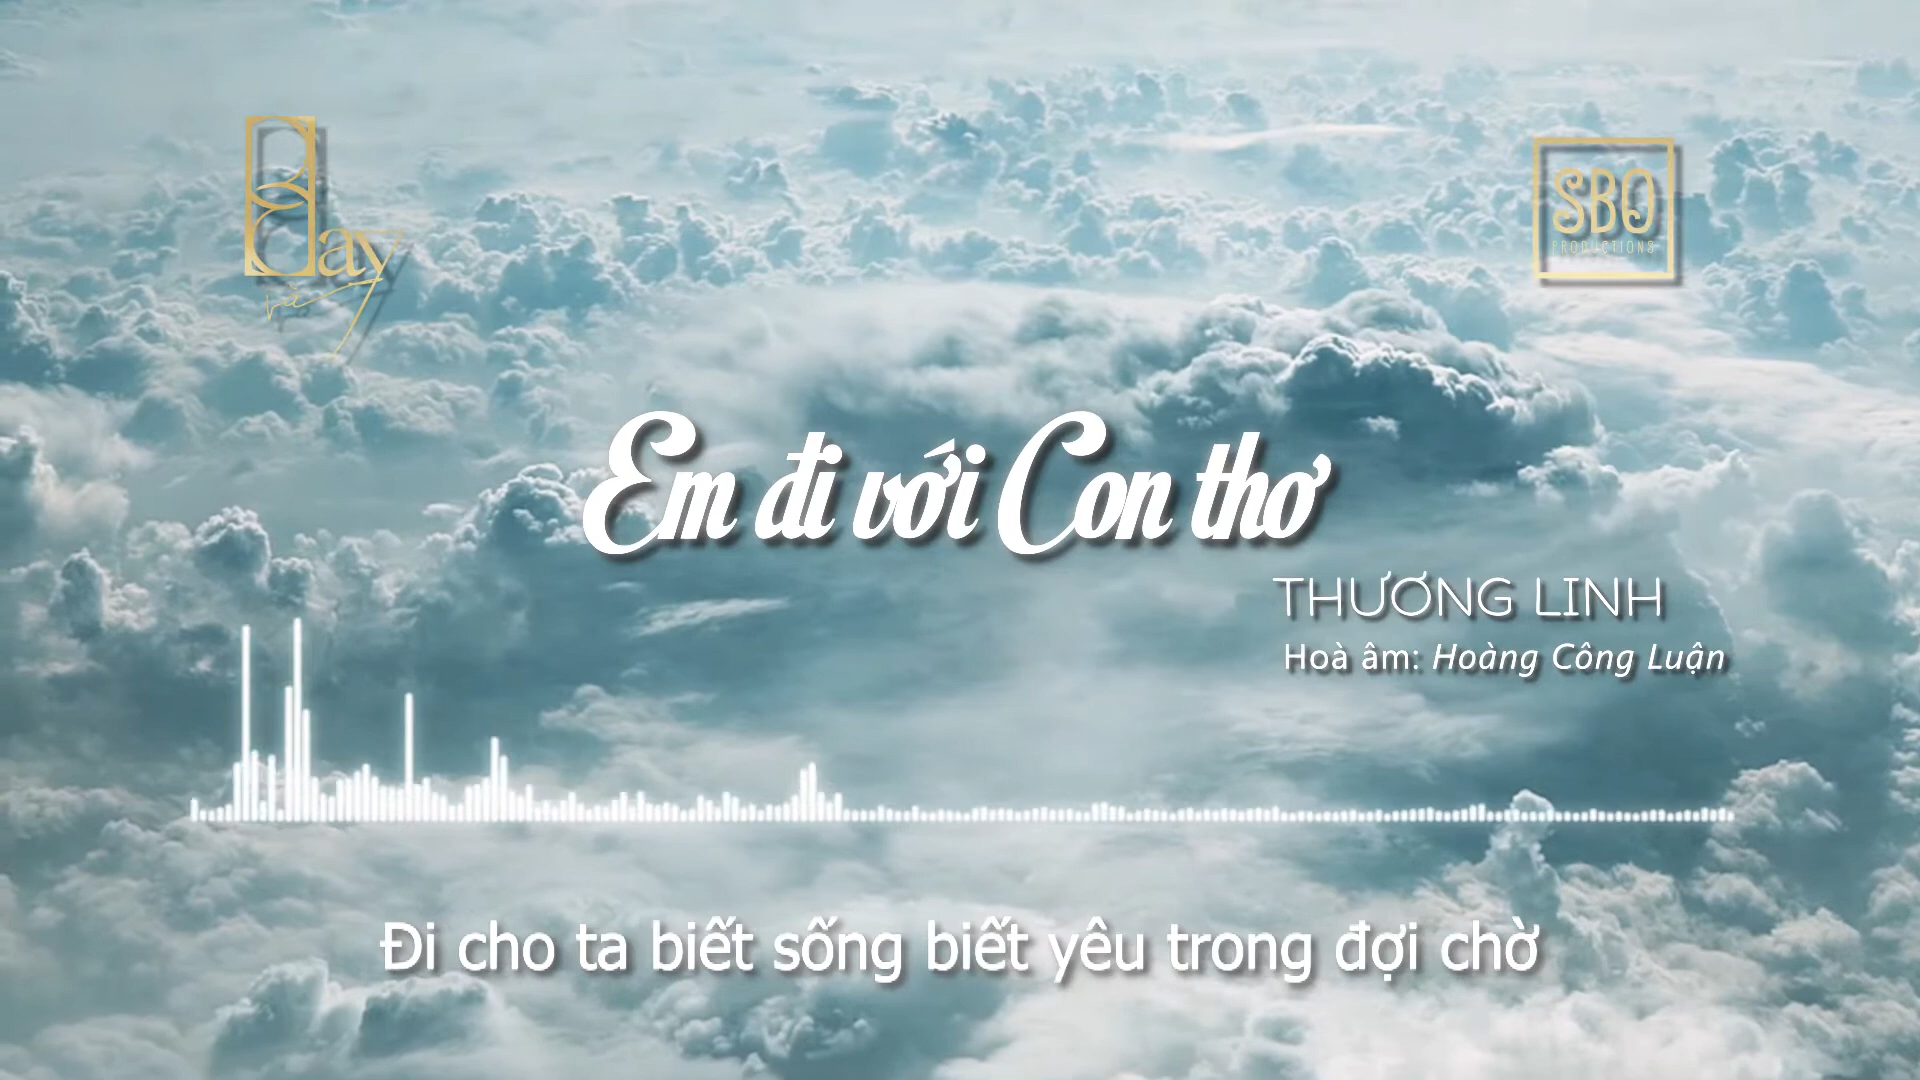 SBO
PRODUCTIONS
Em đi với Con thơ
THƯƠNG LINH
Hoà âm: Hoàng Công Luận
Đi cho ta biết sống biết yêu trong đợi chờ